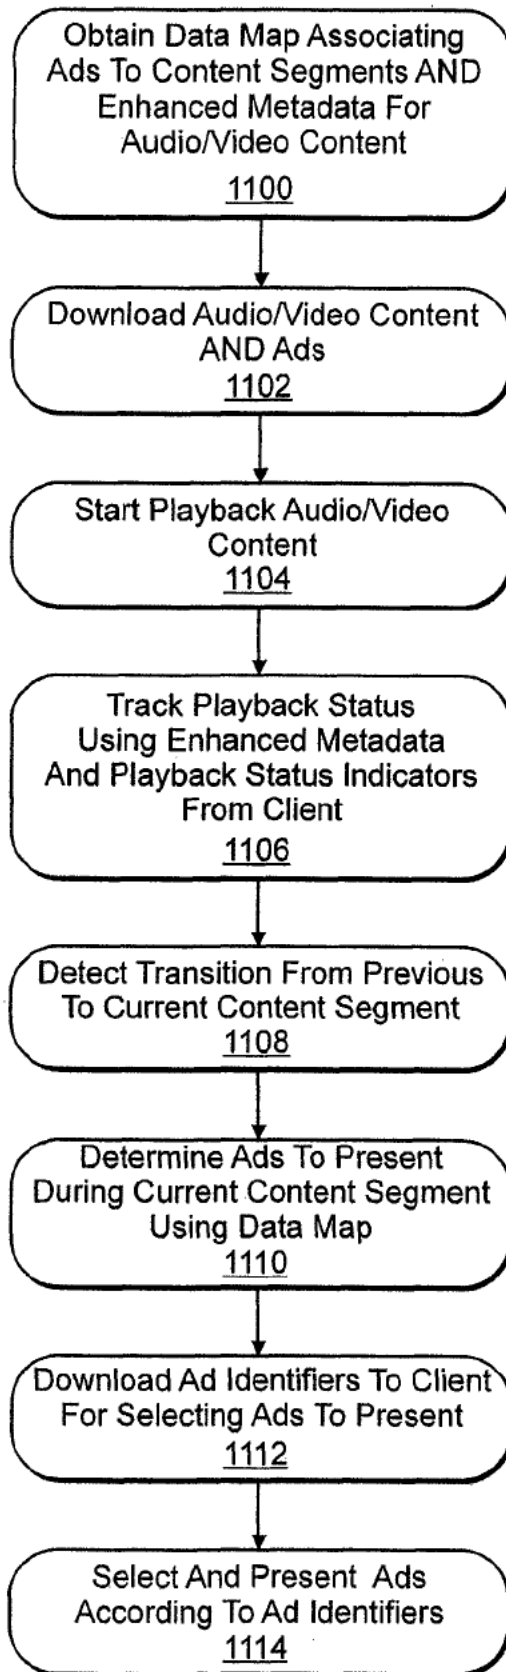 Obtain Data Map Associating
Ads To Content Segments AND
Enhanced Metadata For
Audio/Video Content
1100
Download Audio/Video Content
AND Ads
1102
Start Playback Audio/Video
Content
1104
Track Playback Status
Using Enhanced Metadata
And Playback Status Indicators
From Client
1106
Detect Transition From Previous
To Current Content Segment
1108
Determine Ads To Present
During Current Content Segment
Using Data Map
1110
Download Ad Identifiers To Client
For Selecting Ads To Present
1112
Select And Present Ads
According To Ad Identifiers
1114